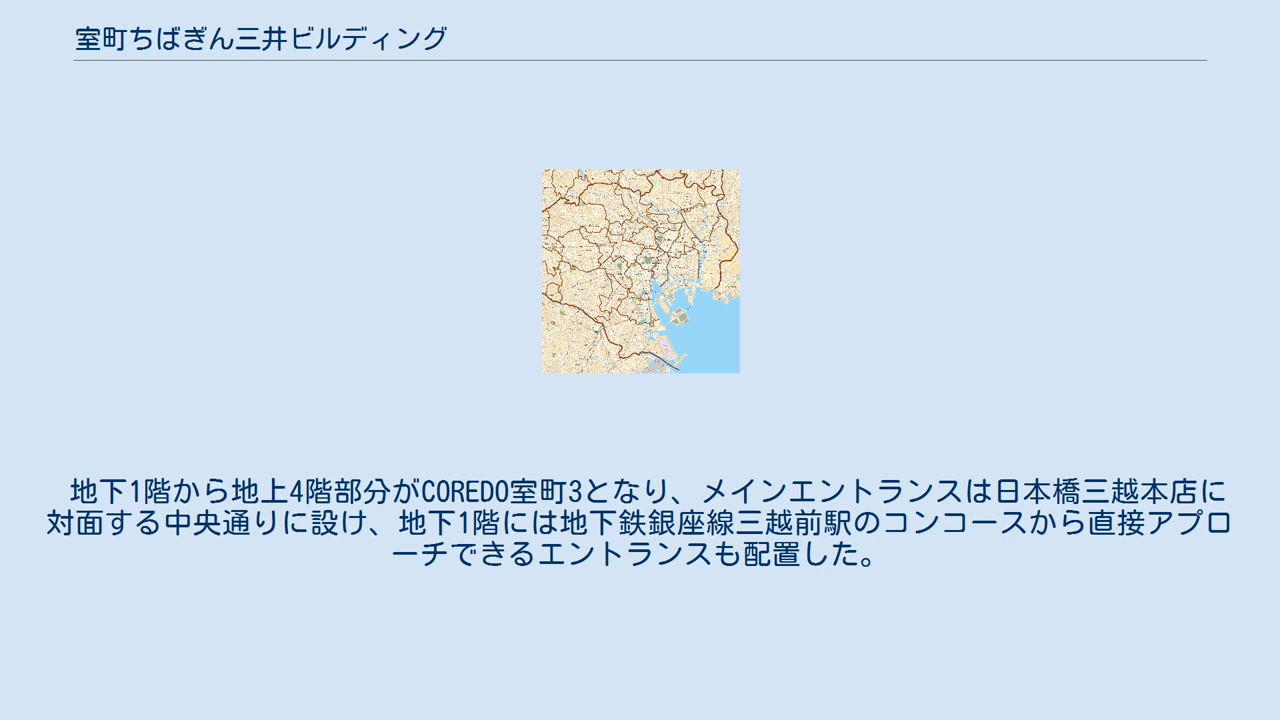 室町ちばぎん三井ビルディング
地下1階から地上4階部分がCOREDO室町3となり、メインエントランスは日本橋三越本店に
対面する中央通りに設け、地下1階には地下鉄銀座線三越前駅のコンコースから直接アプロ
ーチできるエントランスも配置した。